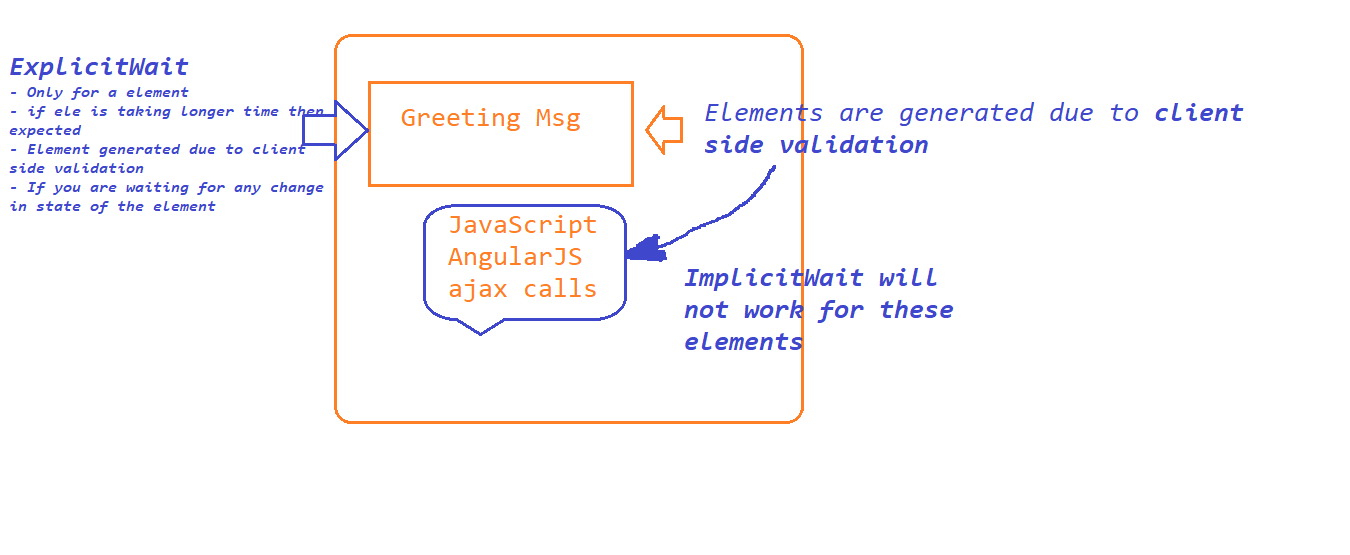 ExplicitWait
- Only for a element
- if ele is taking longer time then
expected
- Element generated due to client
side validation
- If you are waiting for any change
in state of the element
Greeting Msg
Elements are generated due to client
side validation
JavaScript
AngularJS
ajax calls
ImplicitWait will
not work for these
elements